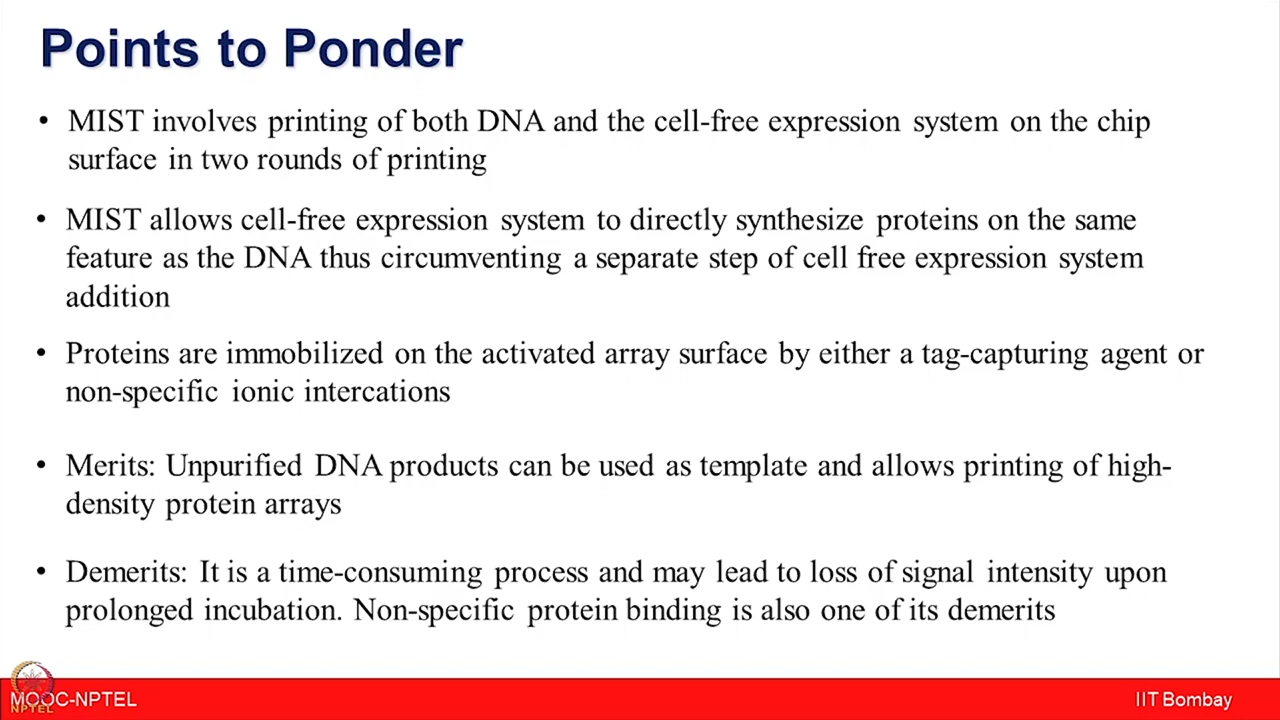 Points to Ponder
• MIST involves printing of both DNA and the cell-free expression system on the chip
surface in two rounds of printing
• MIST allows cell-free expression system to directly synthesize proteins on the same
feature as the DNA thus circumventing a separate step of cell free expression system
addition
• Proteins are immobilized on the activated array surface by either a tag-capturing agent or
non-specific ionic intercations
• Merits: Unpurified DNA products can be used as template and allows printing of high-
density protein arrays
• Demerits: It is a time-consuming process and may lead to loss of signal intensity upon
prolonged incubation. Non-specific protein binding is also one of its demerits
MOOC-NPTEL
NPTEL
IIT Bombay